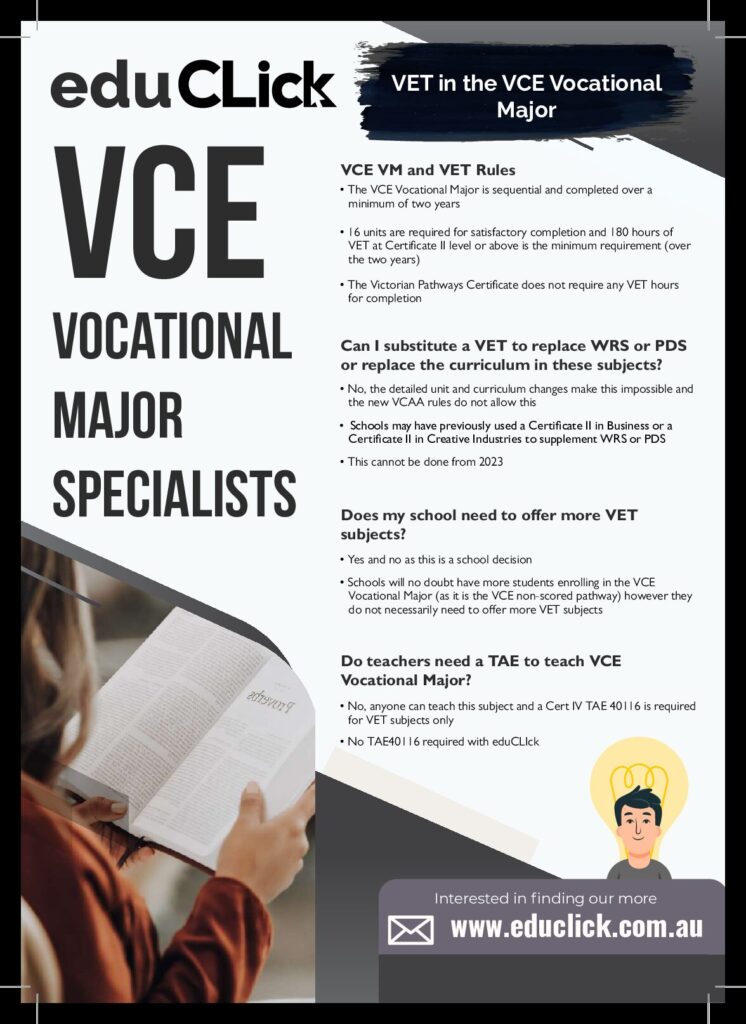 eduCLick
VCE
VOCATIONAL
MAJOR
SPECIALISTS
VET in the VCE Vocational
Major
VCE VM and VET Rules
• The VCE Vocational Major is sequential and completed over a
minimum of two years
• 16 units are required for satisfactory completion and 180 hours of
VET at Certificate II level or above is the minimum requirement (over
the two years)
• The Victorian Pathways Certificate does not require any VET hours
for completion
Can I substitute a VET to replace WRS or PDS
or replace the curriculum in these subjects?
• No, the detailed unit and curriculum changes make this impossible and
the new VCAA rules do not allow this
• Schools may have previously used a Certificate II in Business or a
Certificate II in Creative Industries to supplement WRS or PDS
• This cannot be done from 2023
Does my school need to offer more VET
subjects?
• Yes and no as this is a school decision
• Schools will no doubt have more students enrolling in the VCE
Vocational Major (as it is the VCE non-scored pathway) however they
do not necessarily need to offer more VET subjects
Do teachers need a TAE to teach VCE
Vocational Major?
• No, anyone can teach this subject and a Cert IV TAE 40116 is required
for VET subjects only
• No TAE40116 required with eduCLIck
Proverbs
Interested in finding our more
www.educlick.com.au